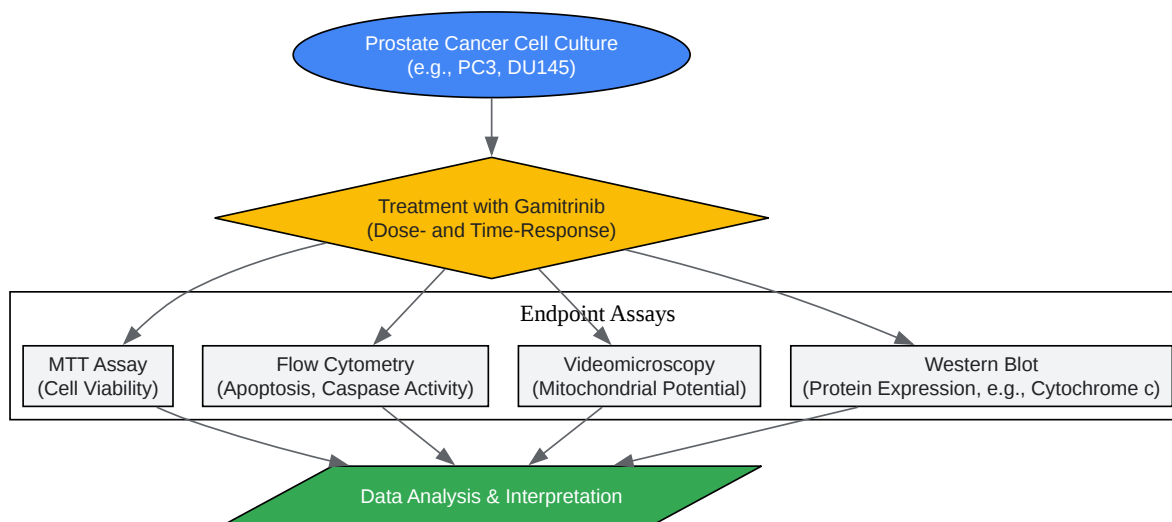 Prostate Cancer Cell Culture
(e.g., PC3, DU145)
Treatment with Gamitrinib
(Dose- and Time-Response)
Endpoint Assays
MTT Assay
(Cell Viability)
Flow Cytometry
(Apoptosis, Caspase Activity)
Videomicroscopy
(Mitochondrial Potential)
Western Blot
(Protein Expression, e.g., Cytochrome c)
Data Analysis & Interpretation